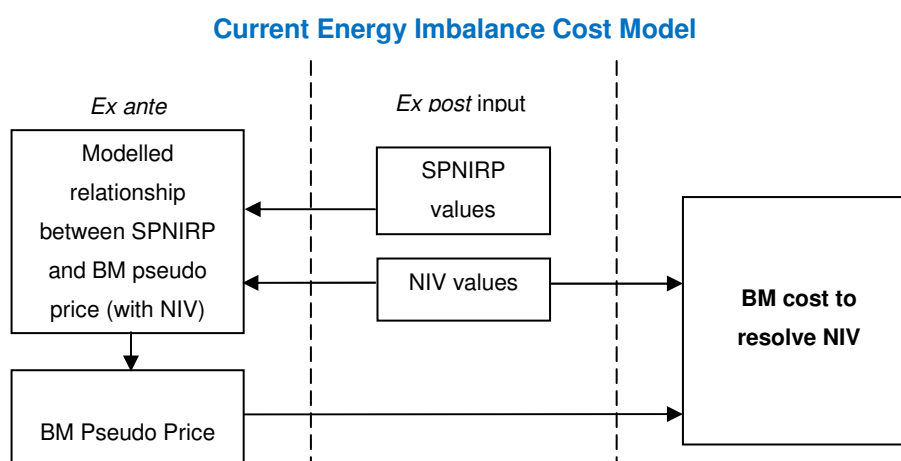 Current Energy Imbalance Cost Model
Ex ante
Ex post input
Modelled
relationship
between SPNIRP
and BM pseudo
price (with NIV)
SPNIRP
values
NIV values
BM cost to
resolve NIV
BM Pseudo Price